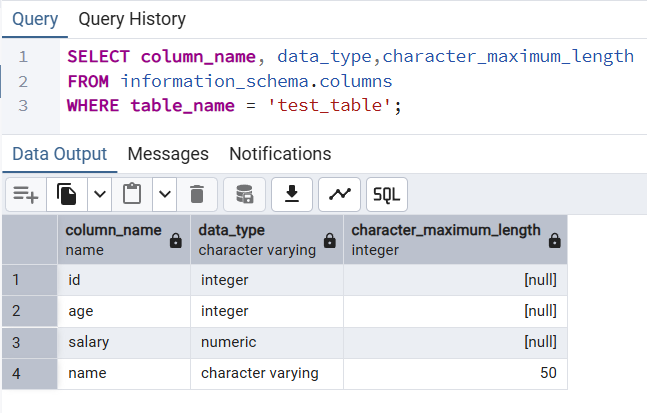 Query Query History
1 SELECT column_name, data_type,character_maximum_length
2 FROM information_schema.columns
3 WHERE table_name = 'test_table';
Data Output Messages Notifications
SQL
column_name data_type character_maximum_length
name character varying integer
1 id integer [null]
2 age integer [null]
3 salary numeric [null]
4 name character varying 50